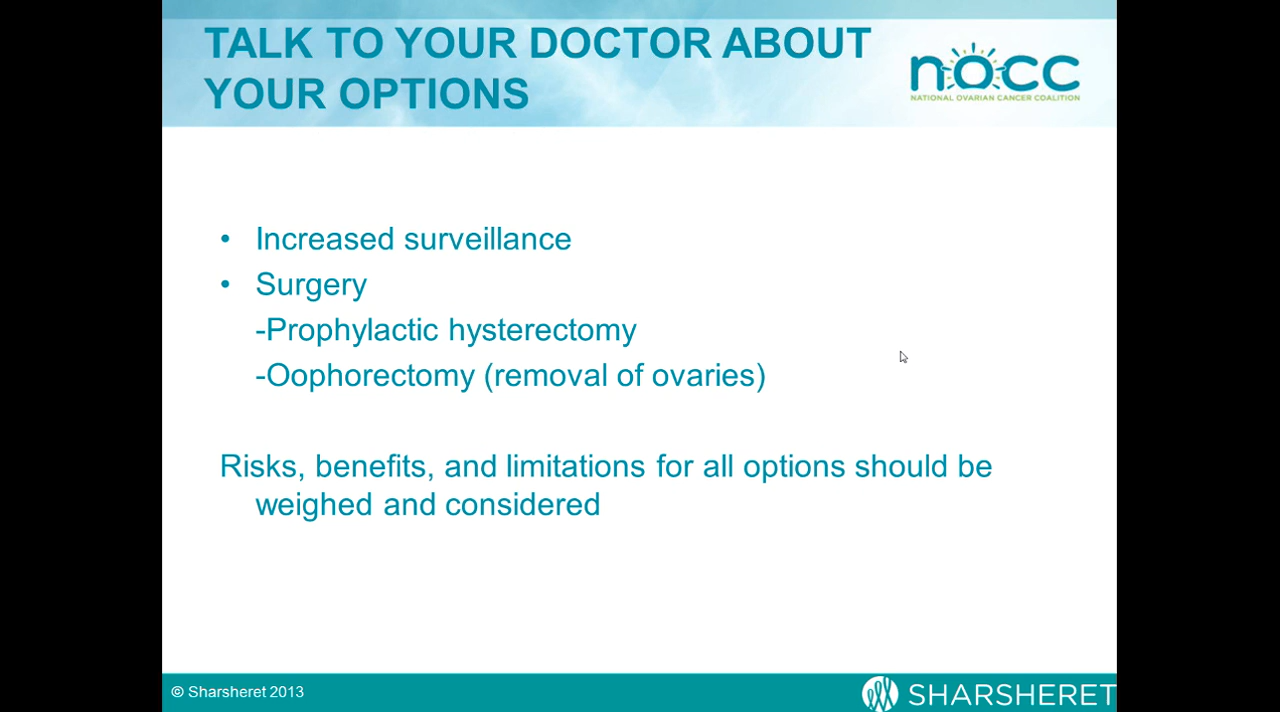 TALK TO YOUR DOCTOR ABOUT
YOUR OPTIONS
nocc
NATIONAL OVARIAN CANCER COALITION
• Increased surveillance
• Surgery
-Prophylactic hysterectomy
-Oophorectomy (removal of ovaries)
Risks, benefits, and limitations for all options should be
weighed and considered
© Sharsheret 2013
SHARSHERET